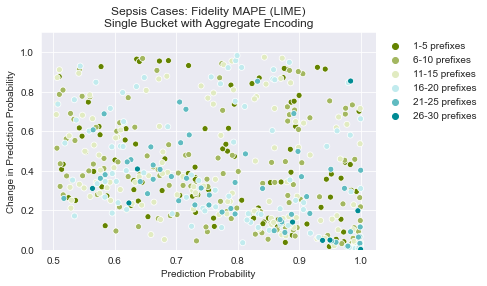 Sepsis Cases: Fidelity MAPE (LIME)
Single Bucket with Aggregate Encoding
Change in Prediction Probability
1.0
0.8
0.6
0.4
0.2
0.0
0.5
0.6
0.7
0.8
0.9
1.0
Prediction Probability
1-5 prefixes
6-10 prefixes
11-15 prefixes
16-20 prefixes
21-25 prefixes
26-30 prefixes